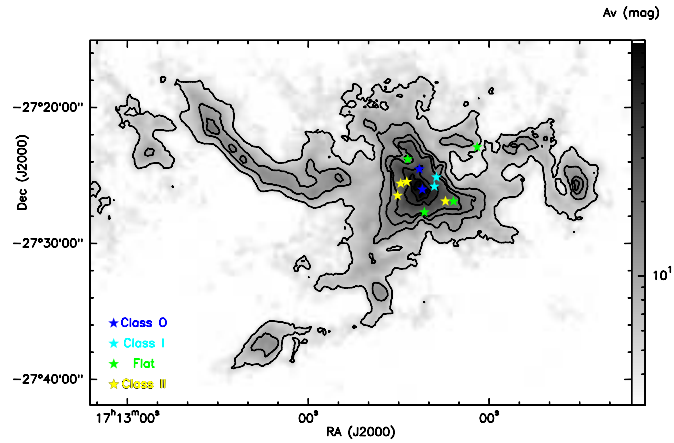 Av (mag)
−27°20'00"
−27°30'00"
−27°40'00"
Dec (J2000)
10¹
★Class 0
★Class I
★Flat
★Class II
17ʰ13ᵐ00ˢ
00ˢ
00ˢ
RA (J2000)